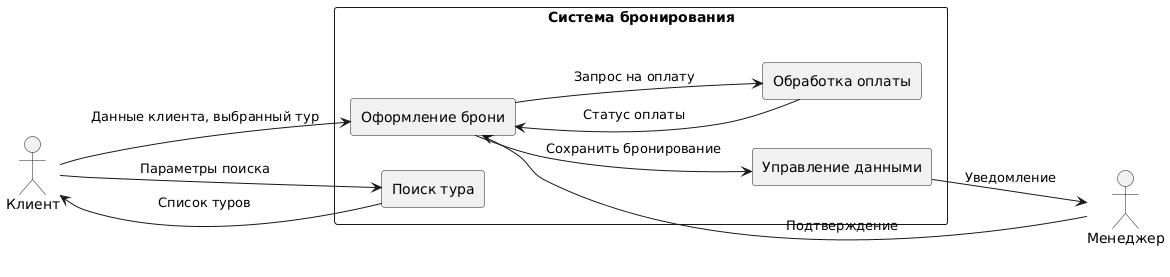 Система бронирования
Запрос на оплату
Обработка оплаты
Данные клиента, выбранный тур
Оформление брони
Статус оплаты
Сохранить бронирование
Параметры поиска
Управление данными
Уведомление
Поиск тура
Список туров
Клиент
Подтверждение
Менеджер